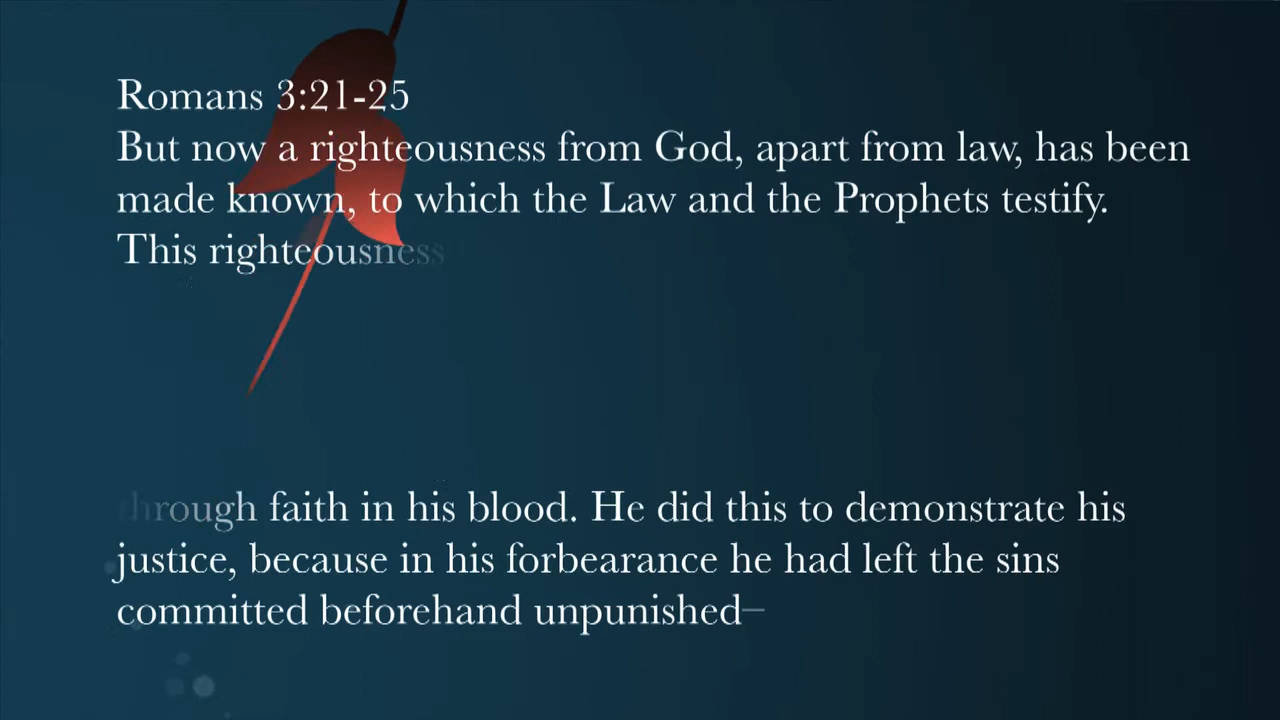 Romans 3:21-25
But now a righteousness from God, apart from law, has been
made known, to which the Law and the Prophets testify.
This righteousness
through faith in his blood. He did this to demonstrate his
justice, because in his forbearance he had left the sins
committed beforehand unpunished—